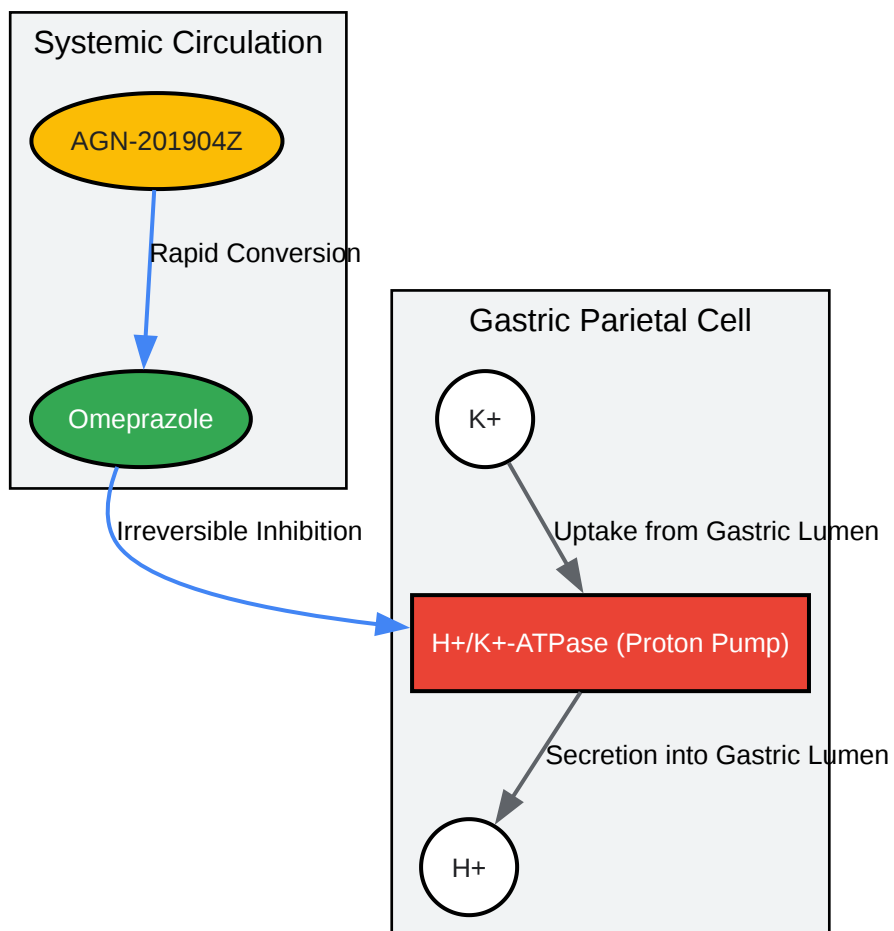 Systemic Circulation
AGN-201904Z
Rapid Conversion
Omeprazole
Irreversible Inhibition
Gastric Parietal Cell
K+
Uptake from Gastric Lumen
H+/K+-ATPase (Proton Pump)
Secretion into Gastric Lumen
H+